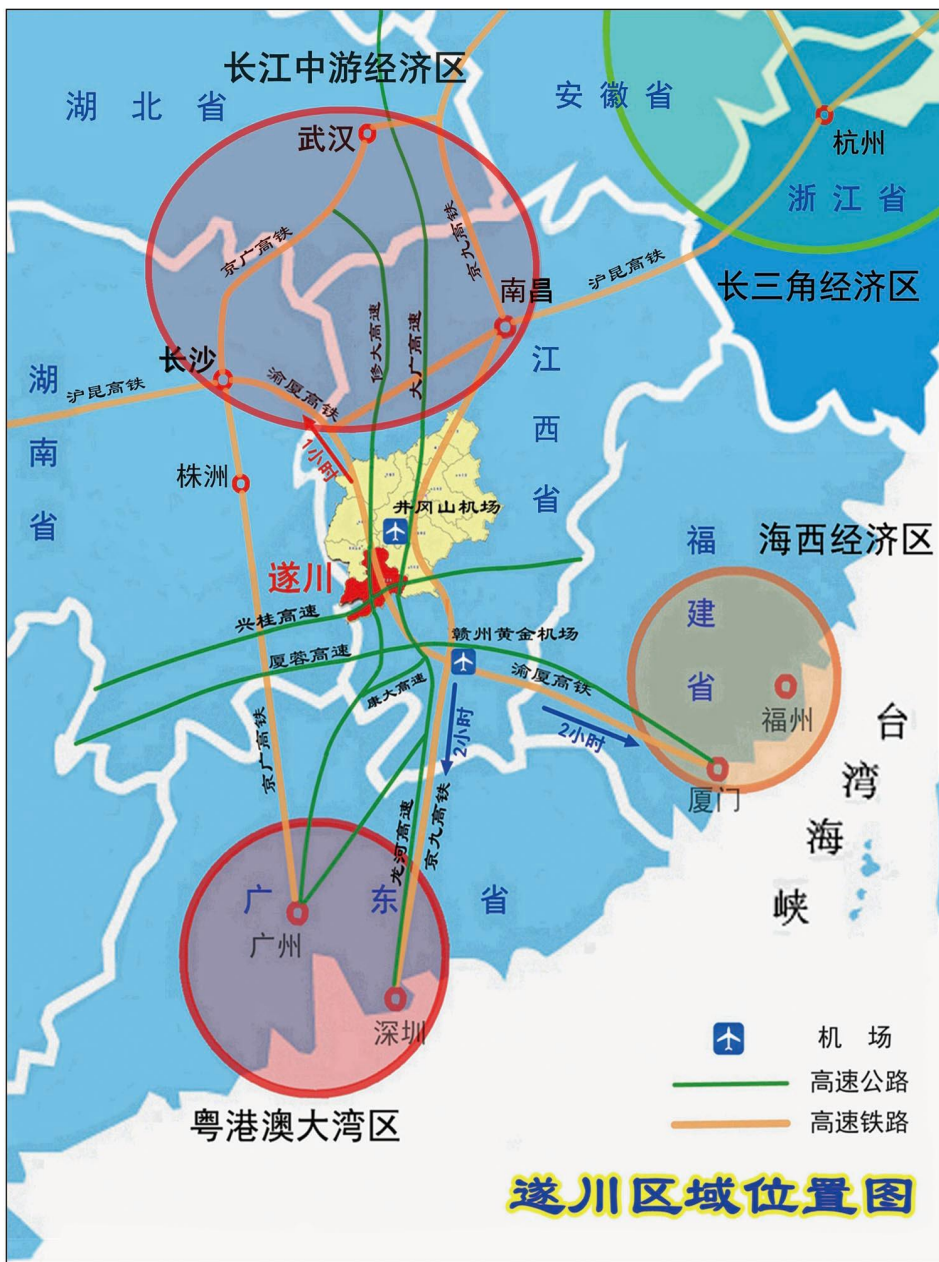 长江中游经济区
湖北省
安徽省
武汉
杭州
浙江省
京广高铁
京九高铁
沪昆高铁
长三角经济区
南昌
修大高速
大广高速
长沙
渝厦高铁
沪昆高铁
湖南省
江西省
1小时
株洲
井冈山机场
福建省
海西经济区
遂川
兴桂高速
厦蓉高速
赣州黄金机场
康大高速
渝厦高铁
2小时
2小时
福州
厦门
台湾海峡
京广高铁
龙河高速
京九高铁
广东省
广州
深圳
粤港澳大湾区
机场
高速公路
高速铁路
遂川区域位置图